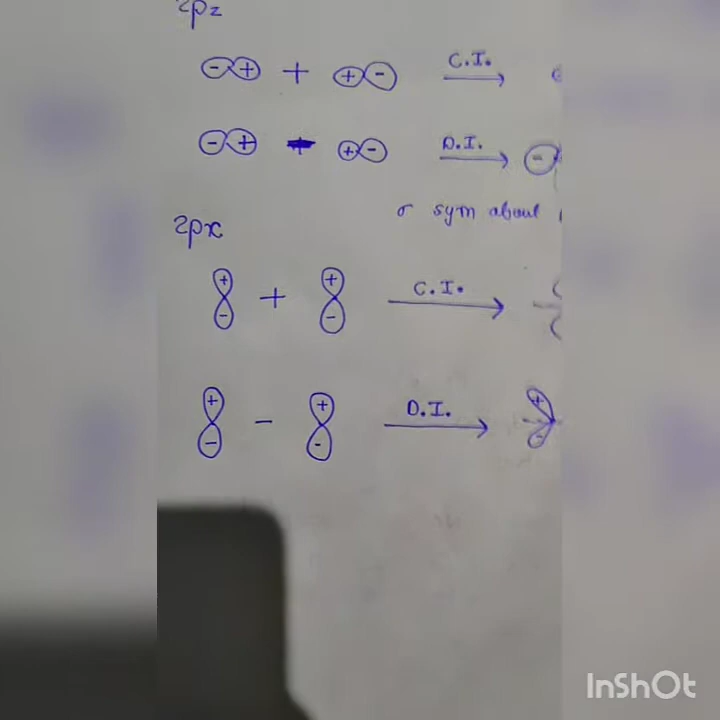 2pz
- + + + - C.I.
- + + + - D.I. -
σ sym about
2px
+ - + + - C.I.
+ - - + - D.I. + -
InShOt